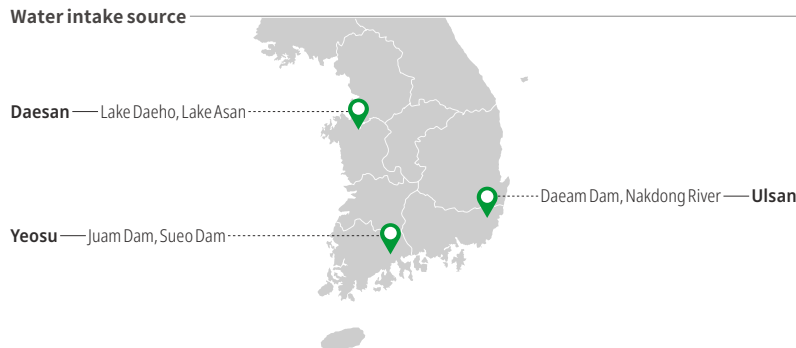 Water intake source
Daesan Lake Daeho, Lake Asan
Daeam Dam, Nakdong River Ulsan
Yeosu Juam Dam, Sueo Dam